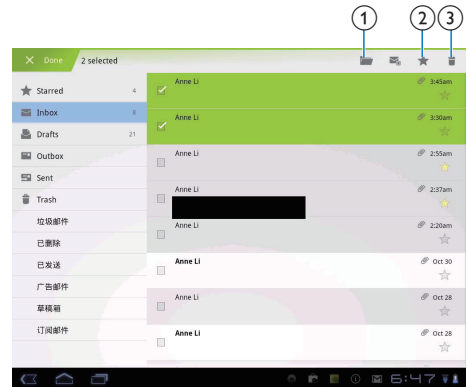 1 2 3
Done 2 selected
Starred 4
Inbox 8
Drafts 21
Outbox
Sent
Trash
垃圾邮件
已删除
已发送
广告邮件
草稿箱
订阅邮件
Anne Li 3:45am
Anne Li 3:30am
Anne Li 2:55am
Anne Li 2:37am
Anne Li 2:20am
Anne Li Oct 30
Anne Li Oct 28
Anne Li Oct 28
6:47